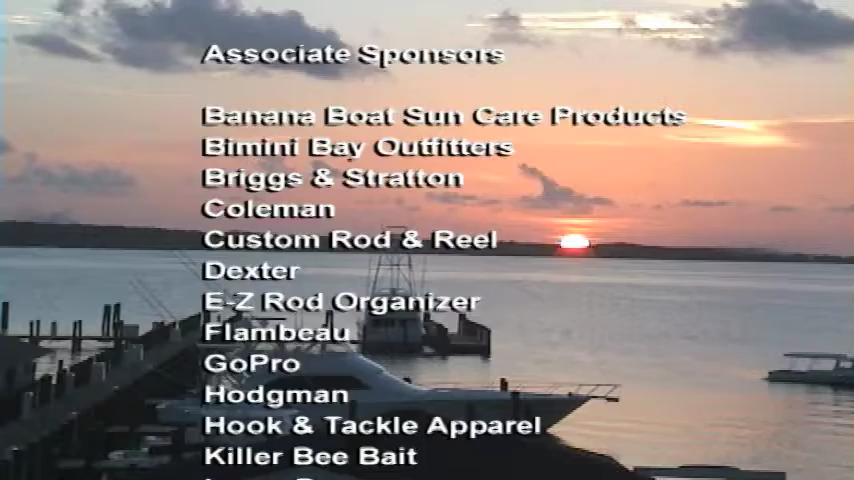 Associate Sponsors
Banana Boat Sun Care Products
Bimini Bay Outfitters
Briggs & Stratton
Coleman
Custom Rod & Reel
Dexter
E-Z Rod Organizer
Flambeau
GoPro
Hodgman
Hook & Tackle Apparel
Killer Bee Bait